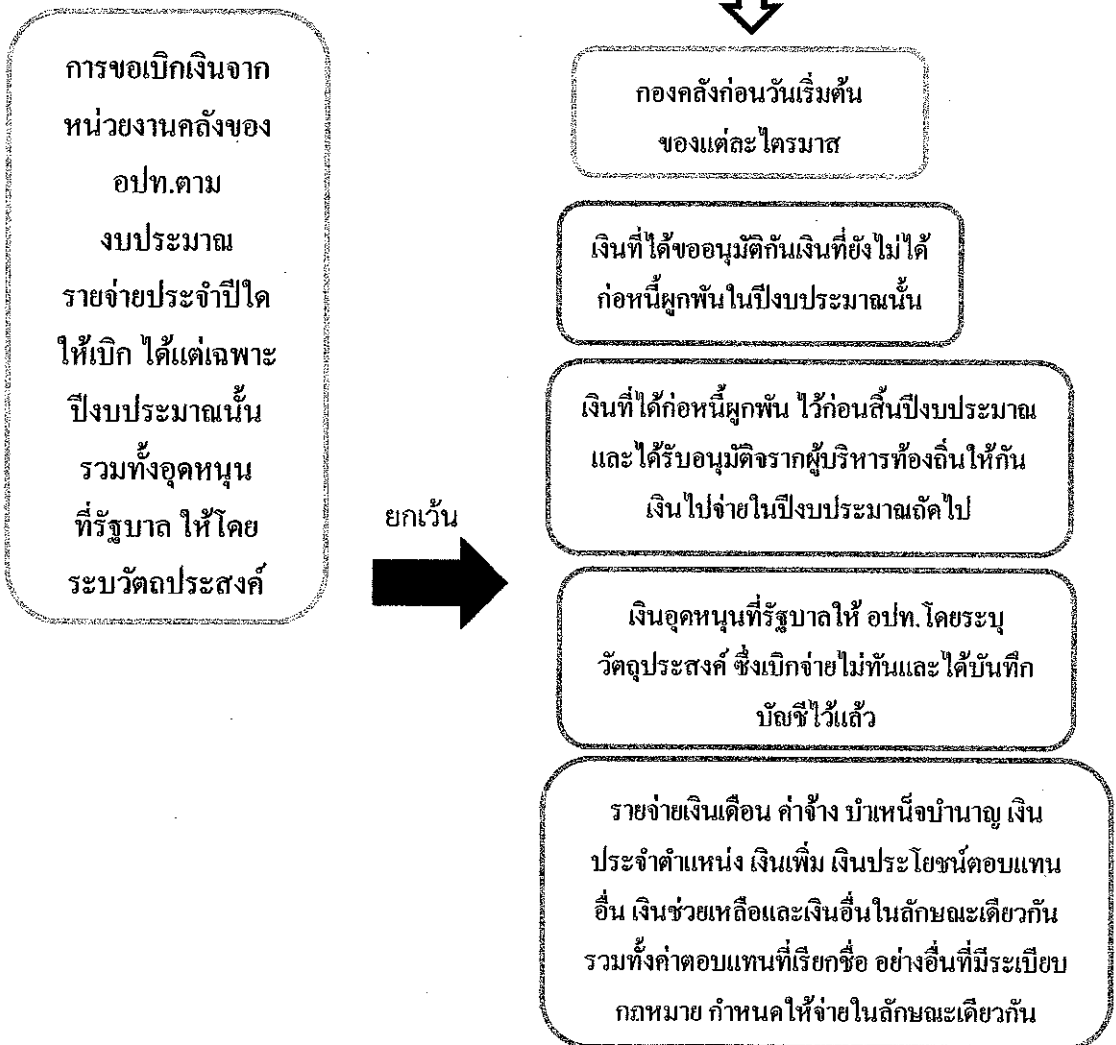 การขอเบิกเงินจาก
หน่วยงานคลังของ
อปท.ตาม
งบประมาณ
รายจ่ายประจำปีใด
ให้เบิก ได้แต่เฉพาะ
ปีงบประมาณนั้น
รวมทั้งอุดหนุน
ที่รัฐบาล ให้โดย
ระบุวัตถุประสงค์
ยกเว้น
กองคลังก่อนวันเริ่มต้น
ของแต่ละไตรมาส
เงินที่ได้ขออนุมัติกันเงินที่ยังไม่ได้
ก่อหนี้ผูกพันในปีงบประมาณนั้น
เงินที่ได้ก่อหนี้ผูกพัน ไว้ก่อนสิ้นปีงบประมาณ
และได้รับอนุมัติจรากผู้บริหารท้องถิ่นให้กัน
เงินไปจ่ายในปีงบประมาณถัดไป
เงินอุดหนุนที่รัฐบาลให้ อปท.โดยระบุ
วัตถุประสงค์ ซึ่งเบิกจ่ายไม่ทันและได้บันทึก
บัญชีไว้แล้ว
รายจ่ายเงินเดือน ค่าจ้าง บำเหน็จบำนาญ เงิน
ประจำตำแหน่ง เงินเพิ่ม เงินประโยชน์ตอบแทน
อื่น เงินช่วยเหลือและเงินอื่นในลักษณะเดียวกัน
รวมทั้งค่าตอบแทนที่เรียกชื่อ อย่างอื่นที่มีระเบียบ
กฎหมาย กำหนดให้จ่ายในลักษณะเดียวกัน